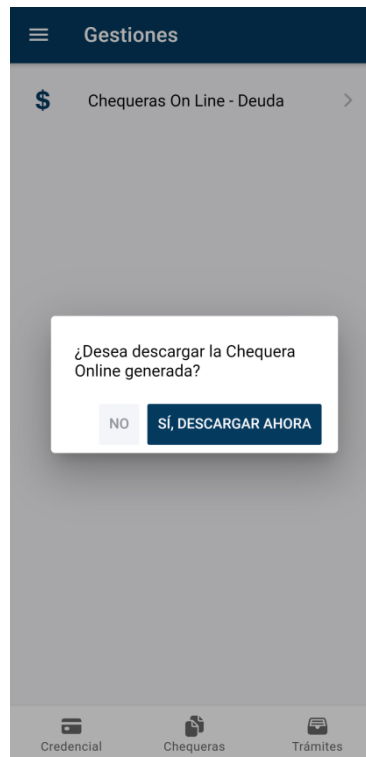 Gestiones
$ Chequeras On Line - Deuda
¿Desea descargar la Chequera
Online generada?
NO SÍ, DESCARGAR AHORA
Credencial Chequeras Trámites